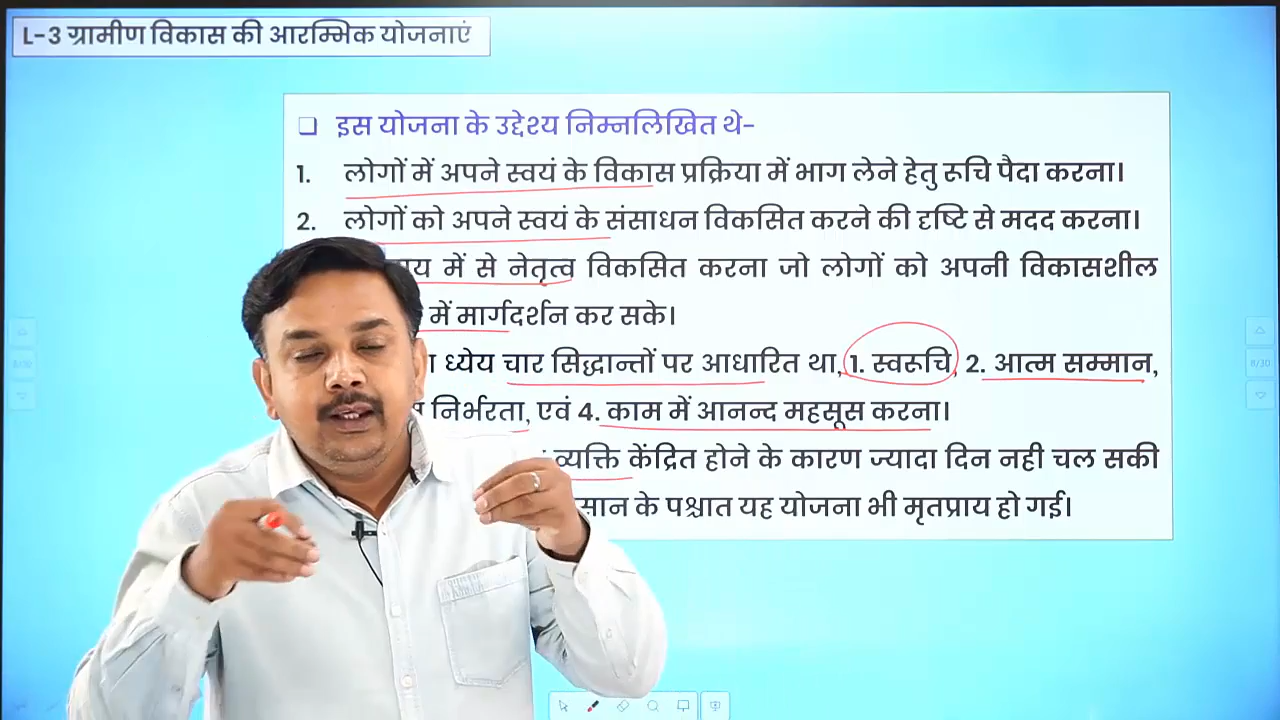 L-3 ग्रामीण विकास की आरम्भिक योजनाएं
❑ इस योजना के उद्देश्य निम्नलिखित थे-
1. लोगों में अपने स्वयं के विकास प्रक्रिया में भाग लेने हेतु रूचि पैदा करना।
2. लोगों को अपने स्वयं के संसाधन विकसित करने की दृष्टि से मदद करना।
में से नेतृत्व विकसित करना जो लोगों को अपनी विकासशील
में मार्गदर्शन कर सके।
ध्येय चार सिद्धान्तों पर आधारित था, 1. स्वरूचि, 2. आत्म सम्मान,
निर्भरता, एवं 4. काम में आनन्द महसूस करना।
व्यक्ति केंद्रित होने के कारण ज्यादा दिन नही चल सकी
के पश्चात यह योजना भी मृतप्राय हो गई।
8/30